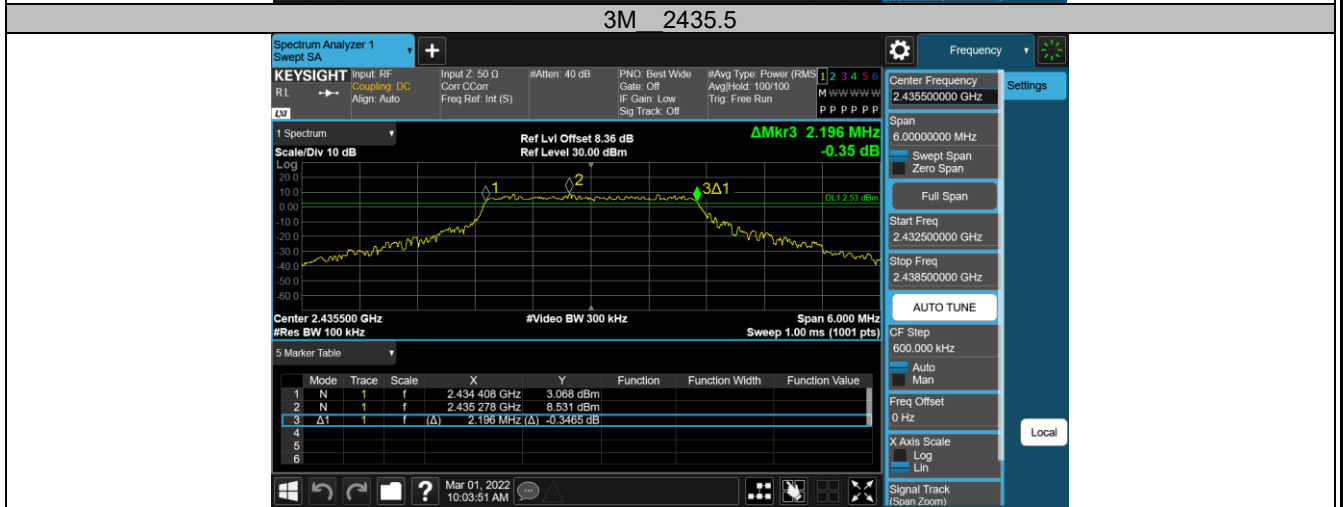 3M__2435.5
Spectrum Analyzer 1
Swept SA
+
Frequency
KEYSIGHT
RL
LXI
Input: RF
Coupling: DC
Align: Auto
Input Z: 50 Ω
Corr CCorr
Freq Ref: Int (S)
#Atten: 40 dB
PNO: Best Wide
Gate: Off
IF Gain: Low
Sig Track: Off
#Avg Type: Power (RMS
Avg|Hold: 100/100
Trig: Free Run
1 2 3 4 5 6
M W W W W W
P P P P P P
1 Spectrum
Scale/Div 10 dB
Ref Lvl Offset 8.36 dB
Ref Level 30.00 dBm
ΔMkr3 2.196 MHz
-0.35 dB
Log
20.0
10.0
0.00
-10.0
-20.0
-30.0
-40.0
-50.0
-60.0
1
2
3Δ1
DL1 2.53 dBm
Center 2.435500 GHz
#Res BW 100 kHz
#Video BW 300 kHz
Span 6.000 MHz
Sweep 1.00 ms (1001 pts)
5 Marker Table
Mode Trace Scale X Y Function Function Width Function Value
1 N 1 f 2.434 408 GHz 3.068 dBm
2 N 1 f 2.435 278 GHz 8.531 dBm
3 Δ1 1 f (Δ) 2.196 MHz (Δ) -0.3465 dB
4
5
6
Center Frequency
2.435500000 GHz
Span
6.00000000 MHz
Swept Span
Zero Span
Full Span
Start Freq
2.432500000 GHz
Stop Freq
2.438500000 GHz
AUTO TUNE
CF Step
600.000 kHz
Auto
Man
Freq Offset
0 Hz
X Axis Scale
Log
Lin
Signal Track
(Span Zoom)
Settings
Local
?
Mar 01, 2022
10:03:51 AM